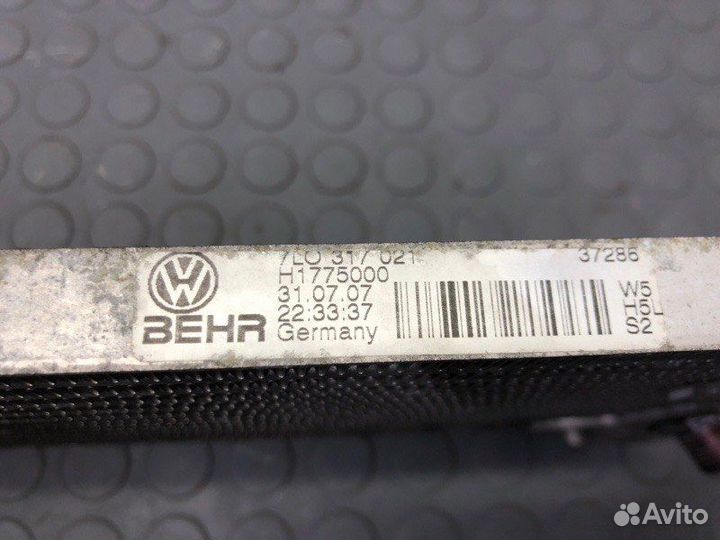 7L0 317 021
37286
H1775000
31.07.07
22:33:37
Germany
BEHR
W5
H5L
S2
Avito